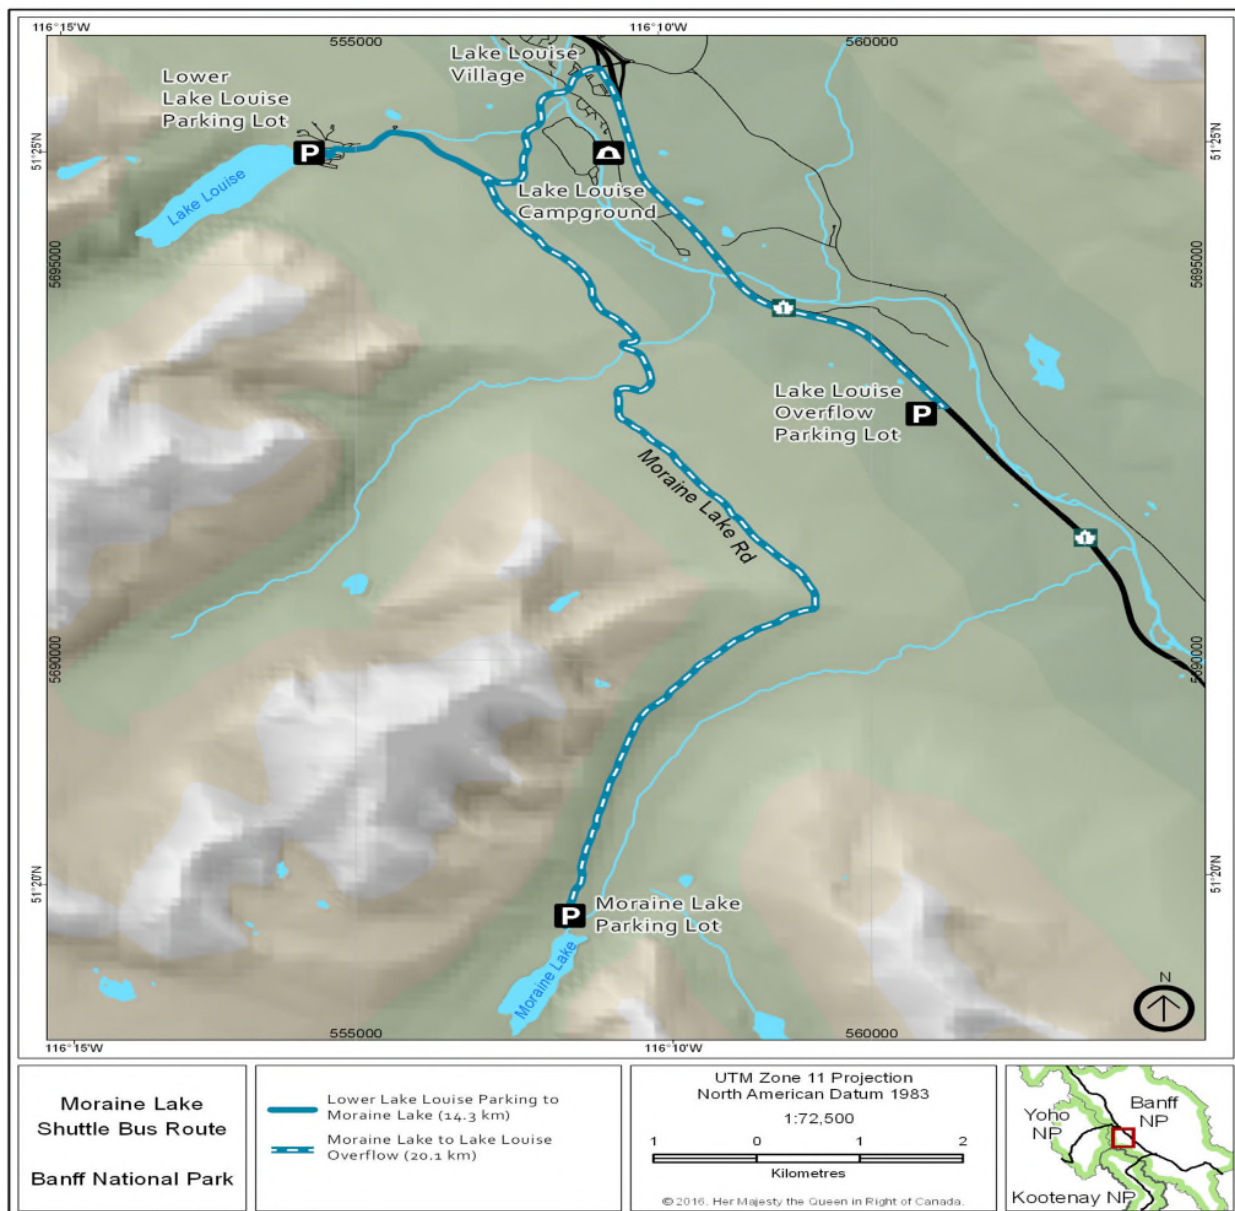 116°15'W
116°10'W
555000
560000
Lake Louise
Village
Lower
Lake Louise
Parking Lot
51°25'N
51°25'N
P
Lake Louise
Lake Louise
Campground
5695000
5695000
1
Lake Louise
Overflow
Parking Lot
P
Moraine Lake Rd
1
5690000
5690000
51°20'N
51°20'N
P
Moraine Lake
Parking Lot
Moraine Lake
N
555000
560000
116°15'W
116°10'W
Moraine Lake
Shuttle Bus Route
Banff National Park
Lower Lake Louise Parking to
Moraine Lake (14.3 km)
Moraine Lake to Lake Louise
Overflow (20.1 km)
UTM Zone 11 Projection
North American Datum 1983
1:72,500
1 0 1 2
Kilometres
© 2016. Her Majesty the Queen in Right of Canada.
Yoho
NP
Banff
NP
Kootenay NP